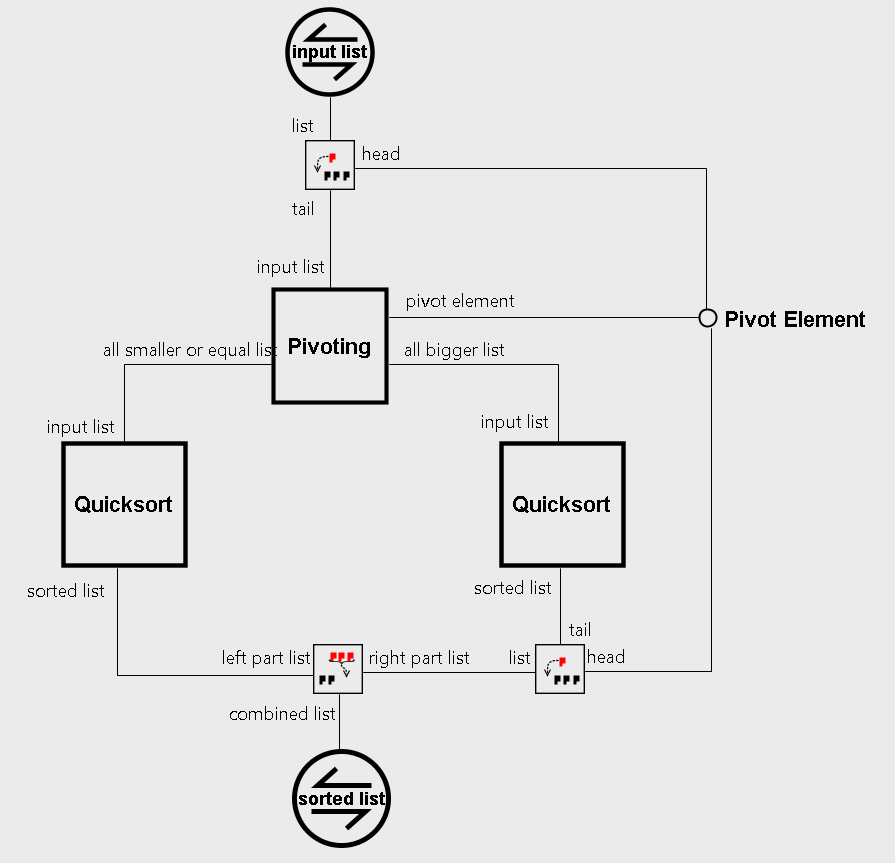 input list
list
head
tail
input list
pivot element
Pivot Element
Pivoting
all smaller or equal list
all bigger list
input list
input list
Quicksort
Quicksort
sorted list
sorted list
tail
left part list
right part list
list
head
combined list
sorted list